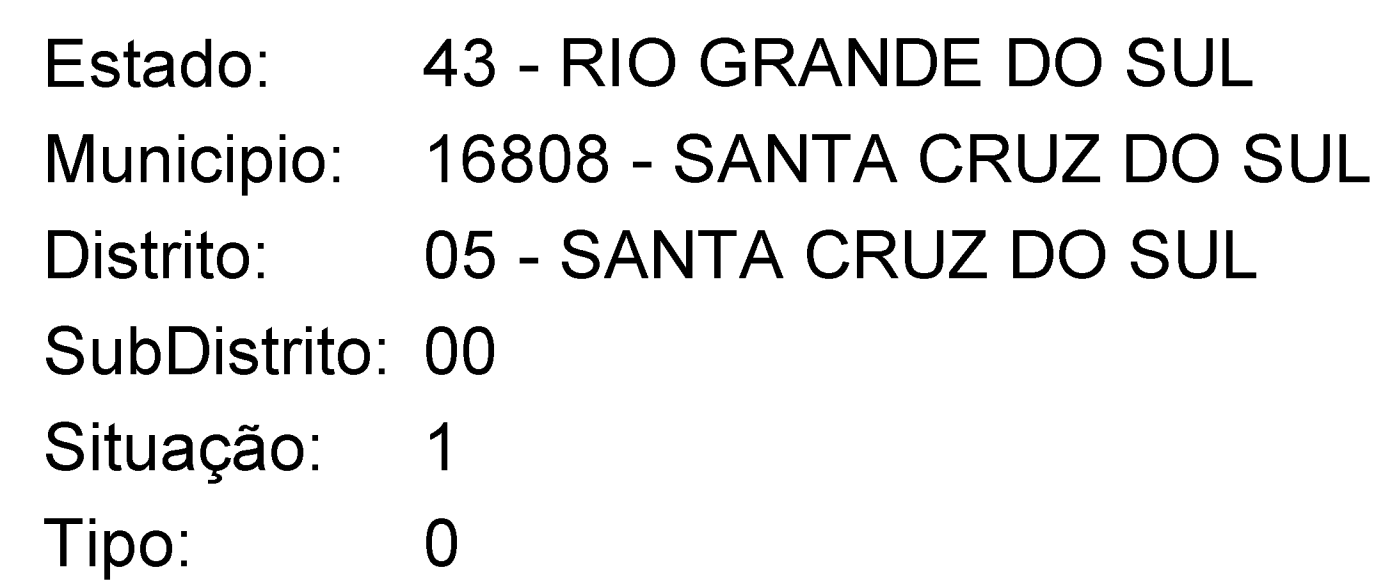 Estado: 43 - RIO GRANDE DO SUL
Municipio: 16808 - SANTA CRUZ DO SUL
Distrito: 05 - SANTA CRUZ DO SUL
SubDistrito: 00
Situação: 1
Tipo: 0